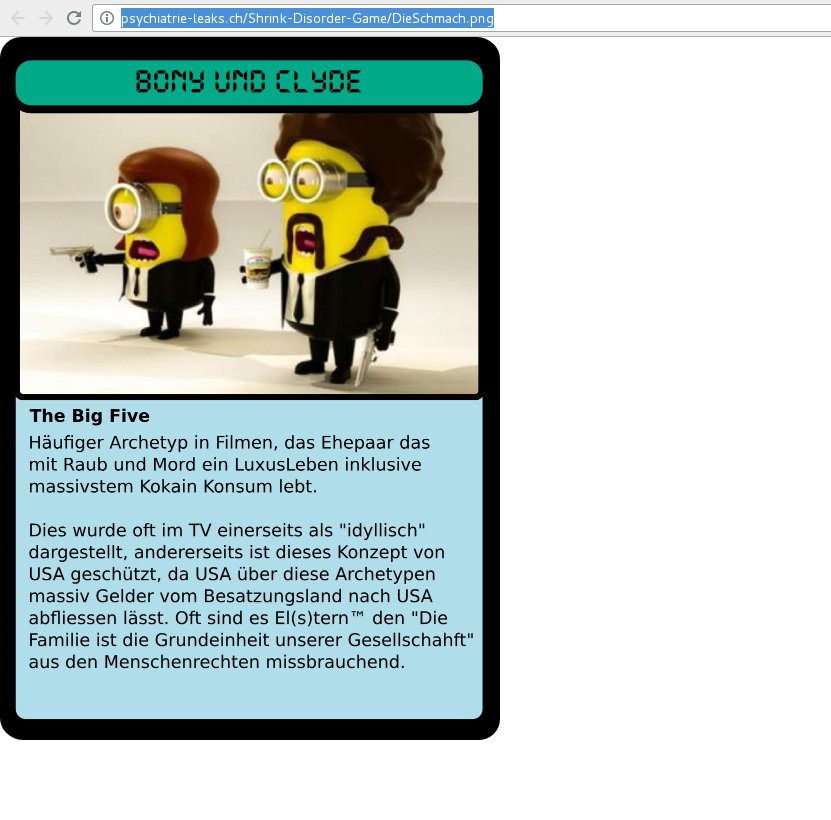 psychiatrie-leaks.ch/Shrink-Disorder-Game/DieSchmach.png
BONY UND CLYDE
The Big Five
Häufiger Archetyp in Filmen, das Ehepaar das
mit Raub und Mord ein LuxusLeben inklusive
massivstem Kokain Konsum lebt.
Dies wurde oft im TV einerseits als "idyllisch"
dargestellt, andererseits ist dieses Konzept von
USA geschützt, da USA über diese Archetypen
massiv Gelder vom Besatzungsland nach USA
abfliessen lässt. Oft sind es El(s)tern™ den "Die
Familie ist die Grundeinheit unserer Gesellschahft"
aus den Menschenrechten missbrauchend.